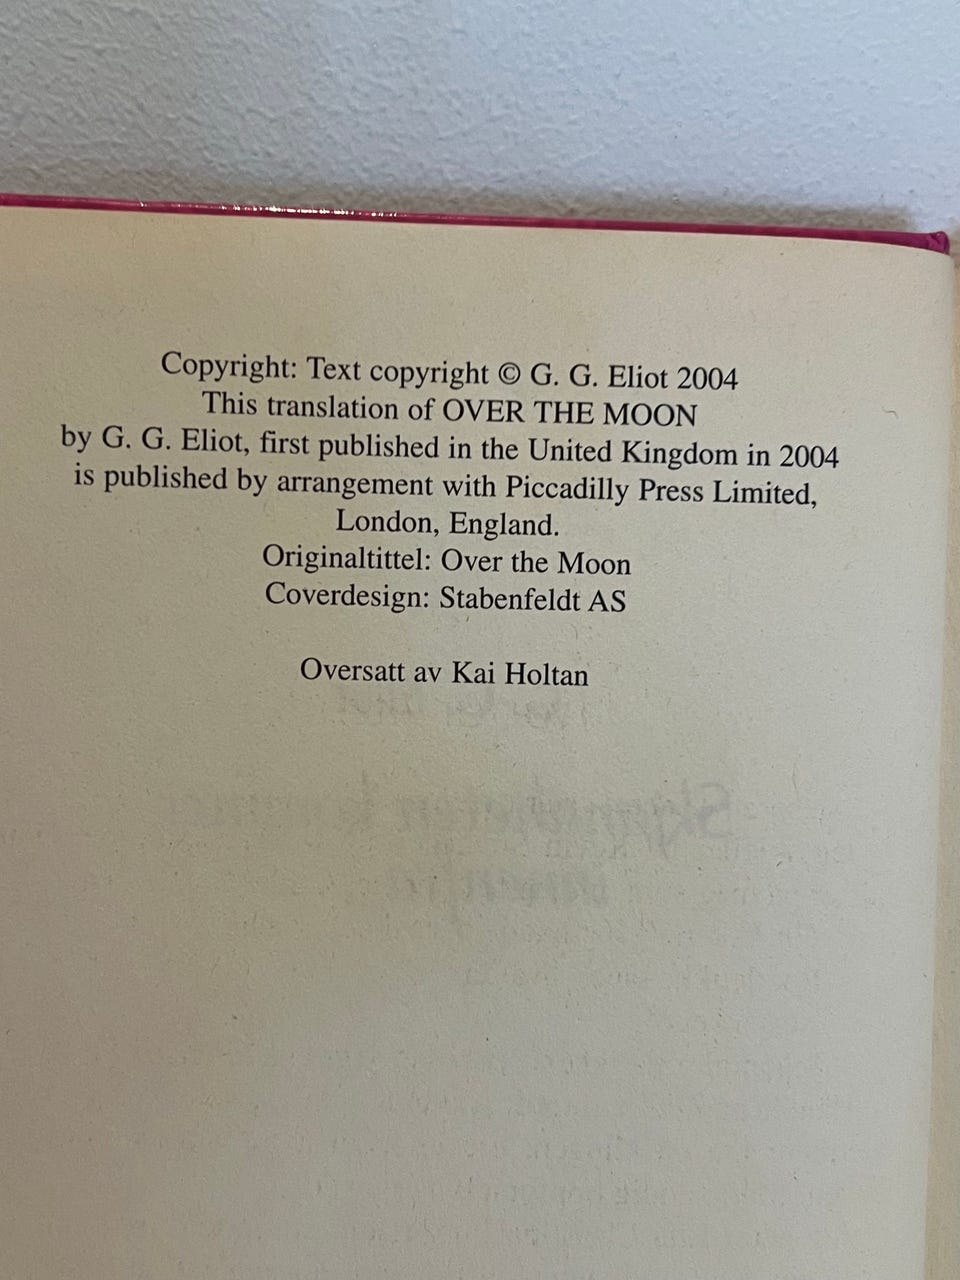 Copyright: Text copyright © G. G. Eliot 2004
This translation of OVER THE MOON
by G. G. Eliot, first published in the United Kingdom in 2004
is published by arrangement with Piccadilly Press Limited,
London, England.
Originaltittel: Over the Moon
Coverdesign: Stabenfeldt AS
Oversatt av Kai Holtan